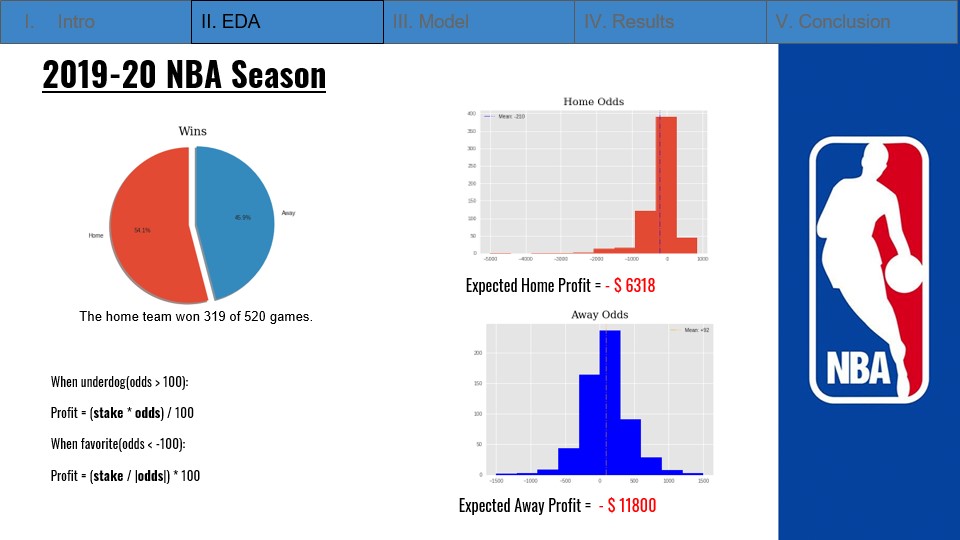 I. Intro
II. EDA
III. Model
IV. Results
V. Conclusion
2019-20 NBA Season
Wins
Home
54.1%
45.9%
Away
The home team won 319 of 520 games.
When underdog(odds > 100):
Profit = (stake * odds) / 100
When favorite(odds < -100):
Profit = (stake / |odds|) * 100
Home Odds
Mean: -210
400
350
300
250
200
150
100
50
0
-5000 -4000 -3000 -2000 -1000 0 1000
Expected Home Profit = - $ 6318
Away Odds
Mean: +92
200
150
100
50
0
-1500 -1000 -500 0 500 1000 1500
Expected Away Profit = - $ 11800
NBA